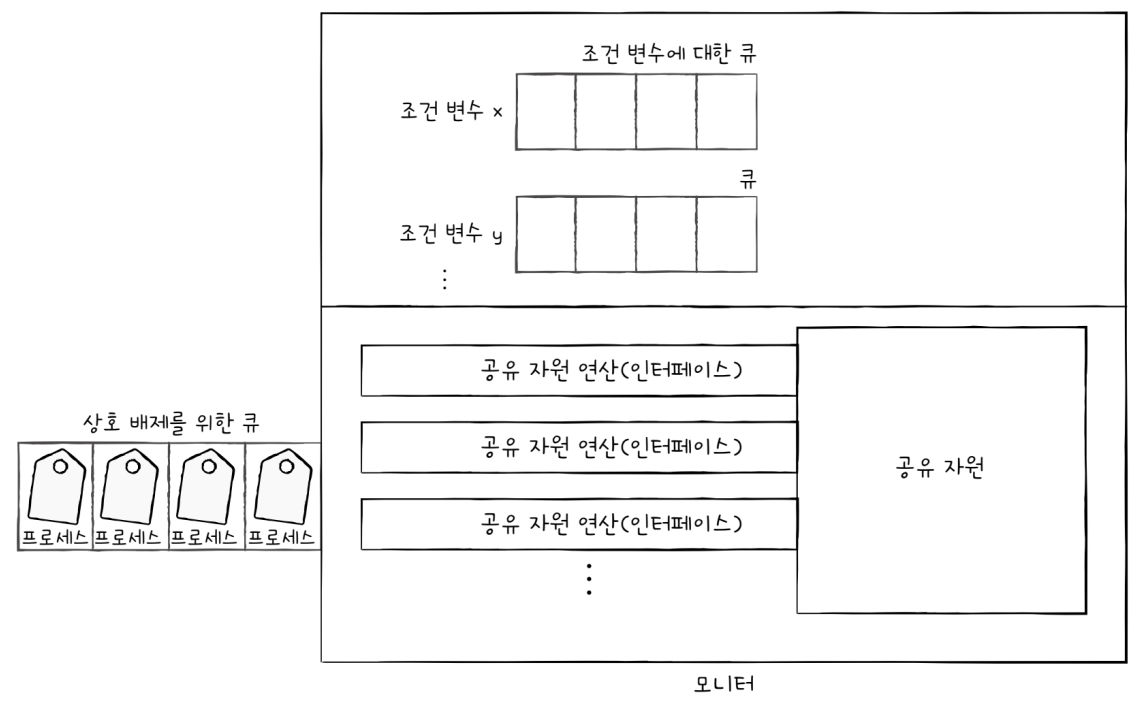 조건 변수에 대한 큐
조건 변수 x
큐
조건 변수 y
⋮
공유 자원 연산(인터페이스)
공유 자원 연산(인터페이스)
공유 자원 연산(인터페이스)
⋮
공유 자원
상호 배제를 위한 큐
프로세스 프로세스 프로세스 프로세스
모니터